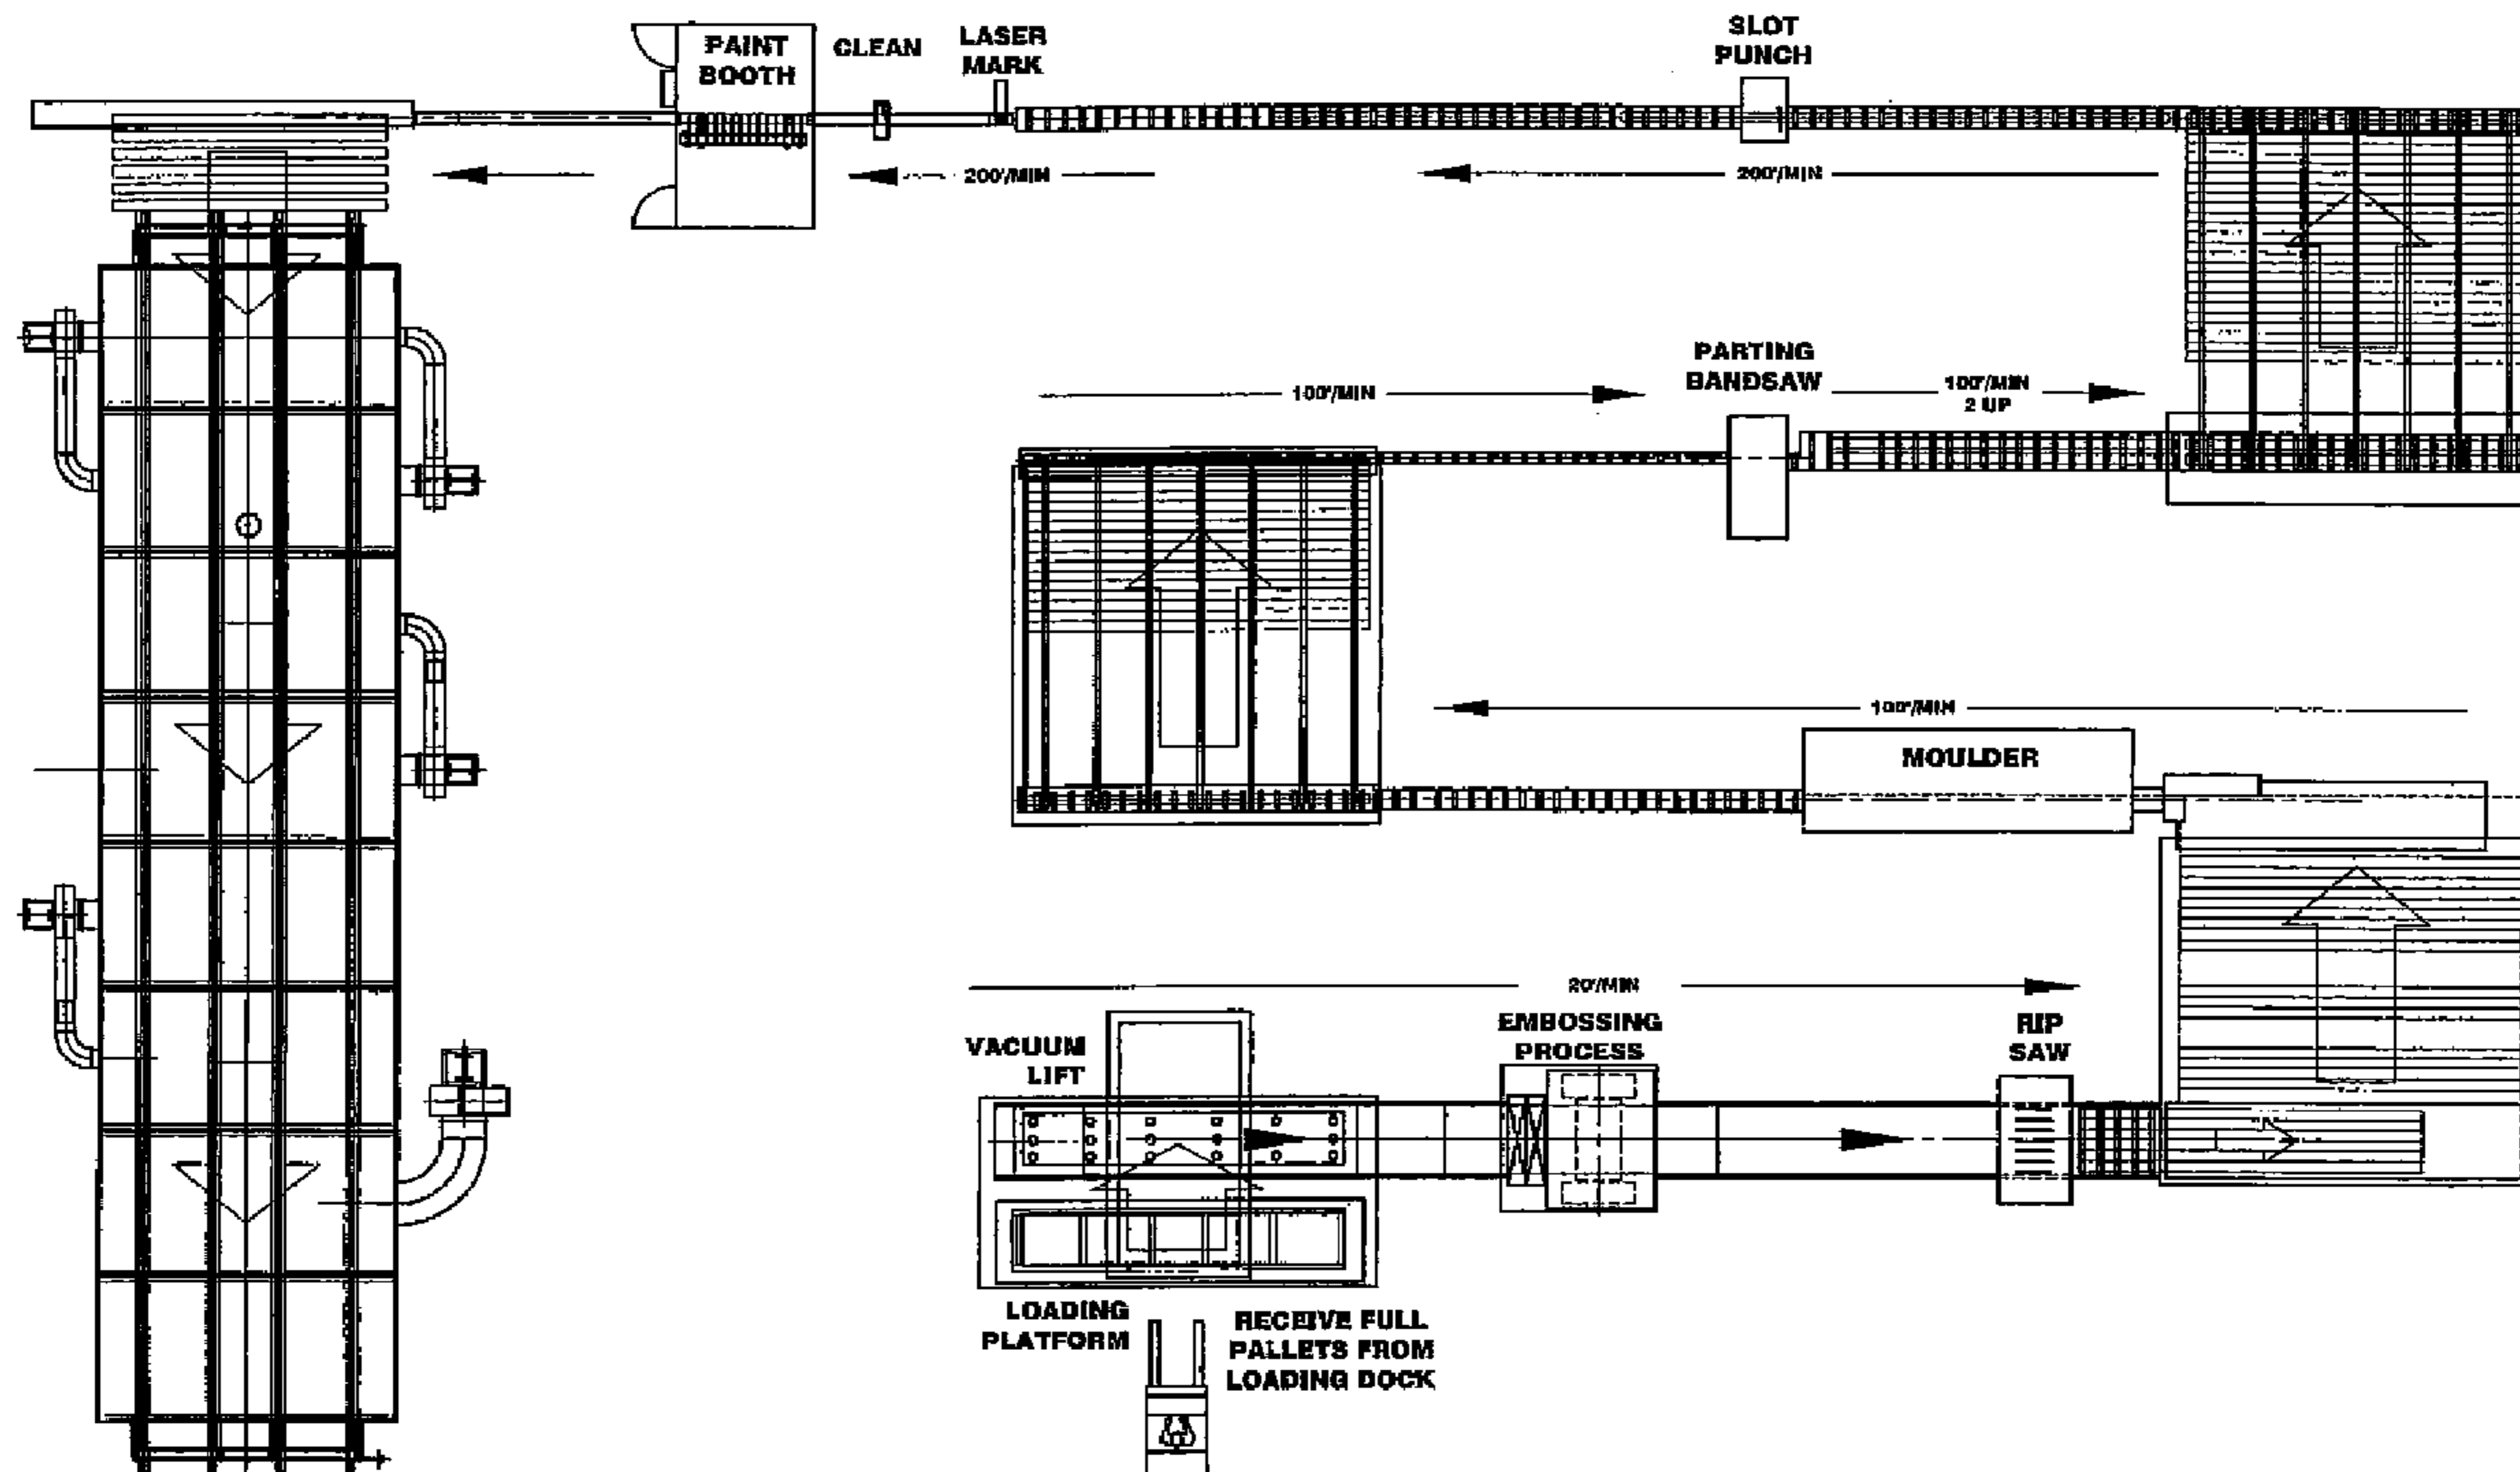 PAINT
BOOTH
CLEAN
LASER
MARK
SLOT
PUNCH
200'/MIN
200'/MIN
PARTING
BANDSAW
100'/MIN
100'/MIN
2 UP
100'/MIN
MOULDER
20'/MIN
VACUUM
LIFT
EMBOSSING
PROCESS
RIP
SAW
LOADING
PLATFORM
RECEIVE FULL
PALLETS FROM
LOADING DOCK